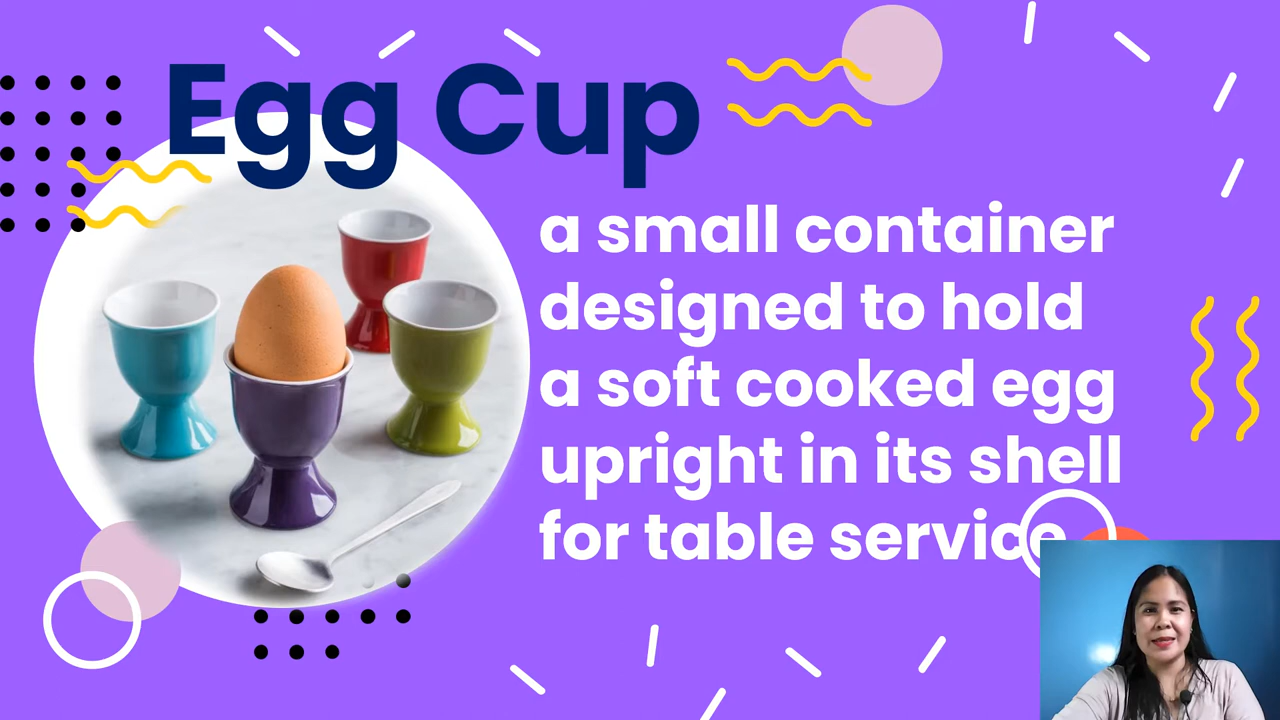 Egg Cup
a small container
designed to hold
a soft cooked egg
upright in its shell
for table service